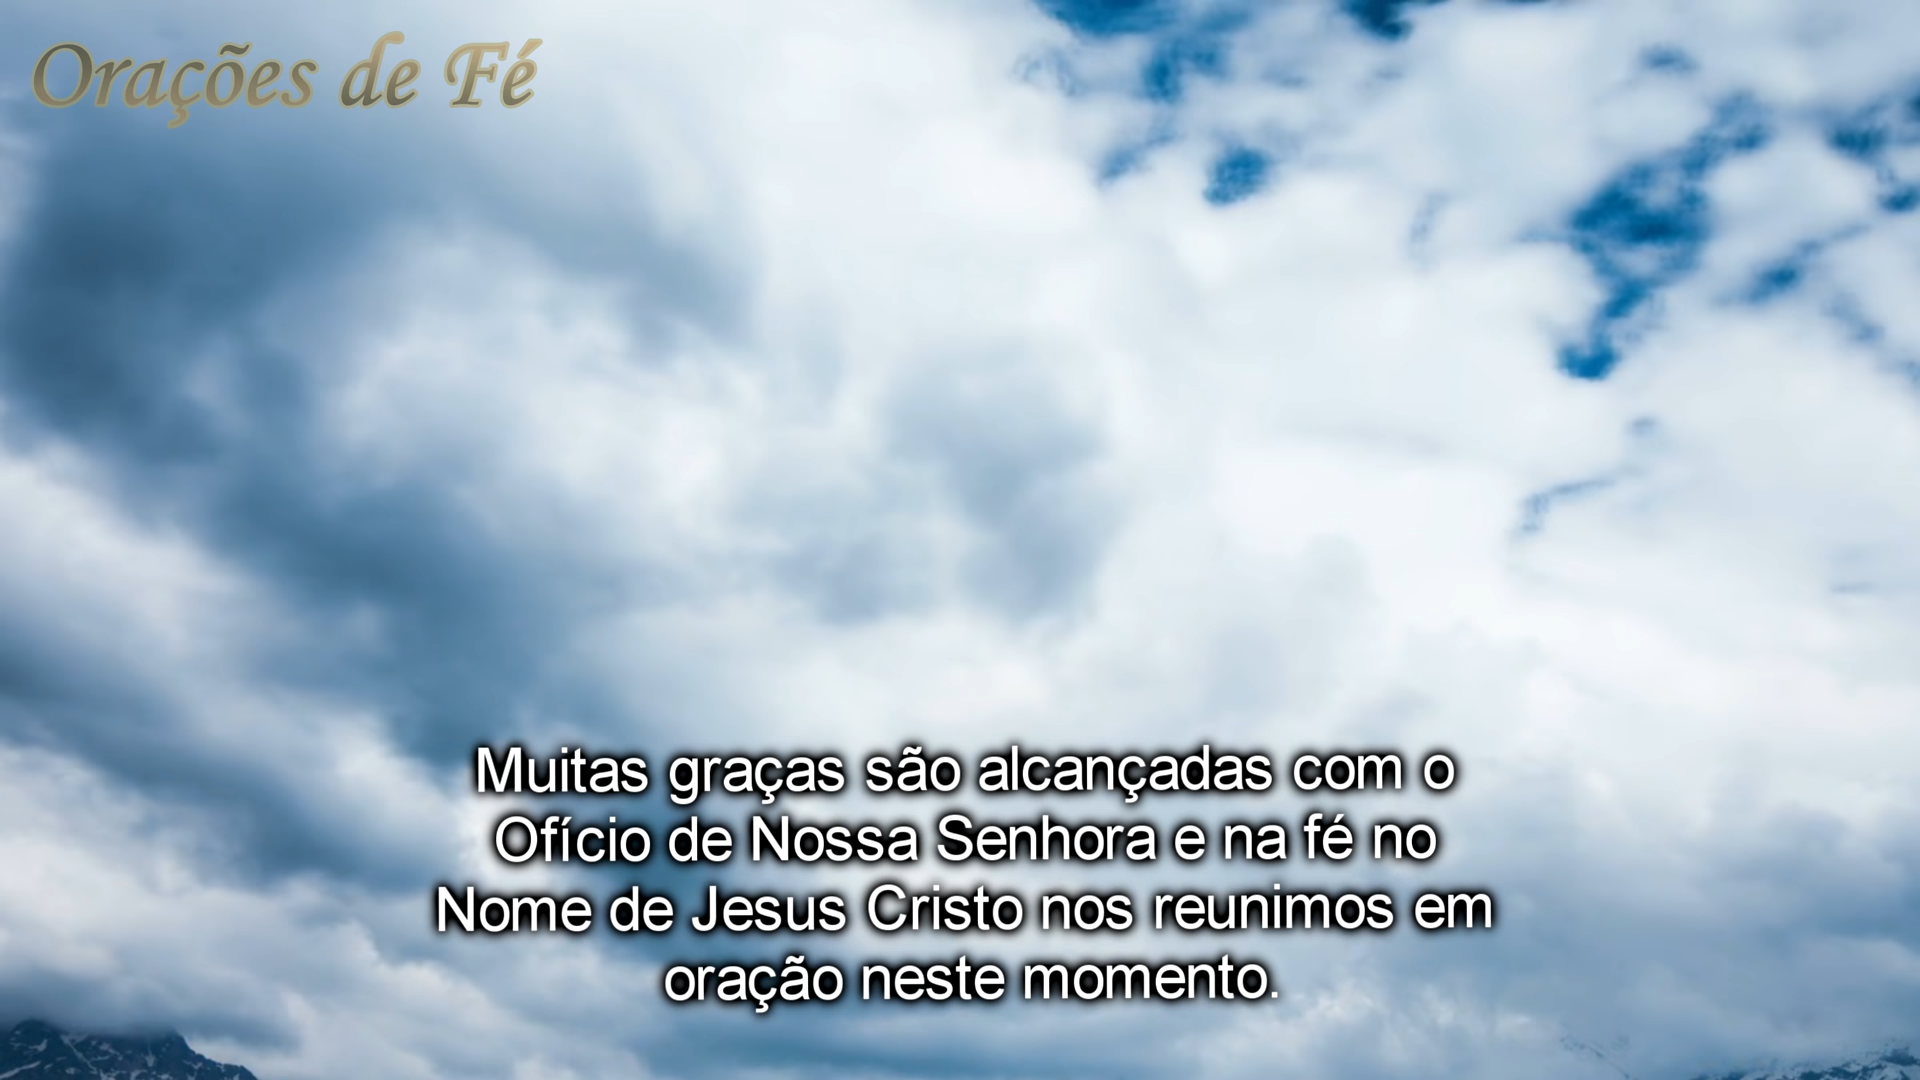 Orações de Fé
Muitas graças são alcançadas com o
Ofício de Nossa Senhora e na fé no
Nome de Jesus Cristo nos reunimos em
oração neste momento.